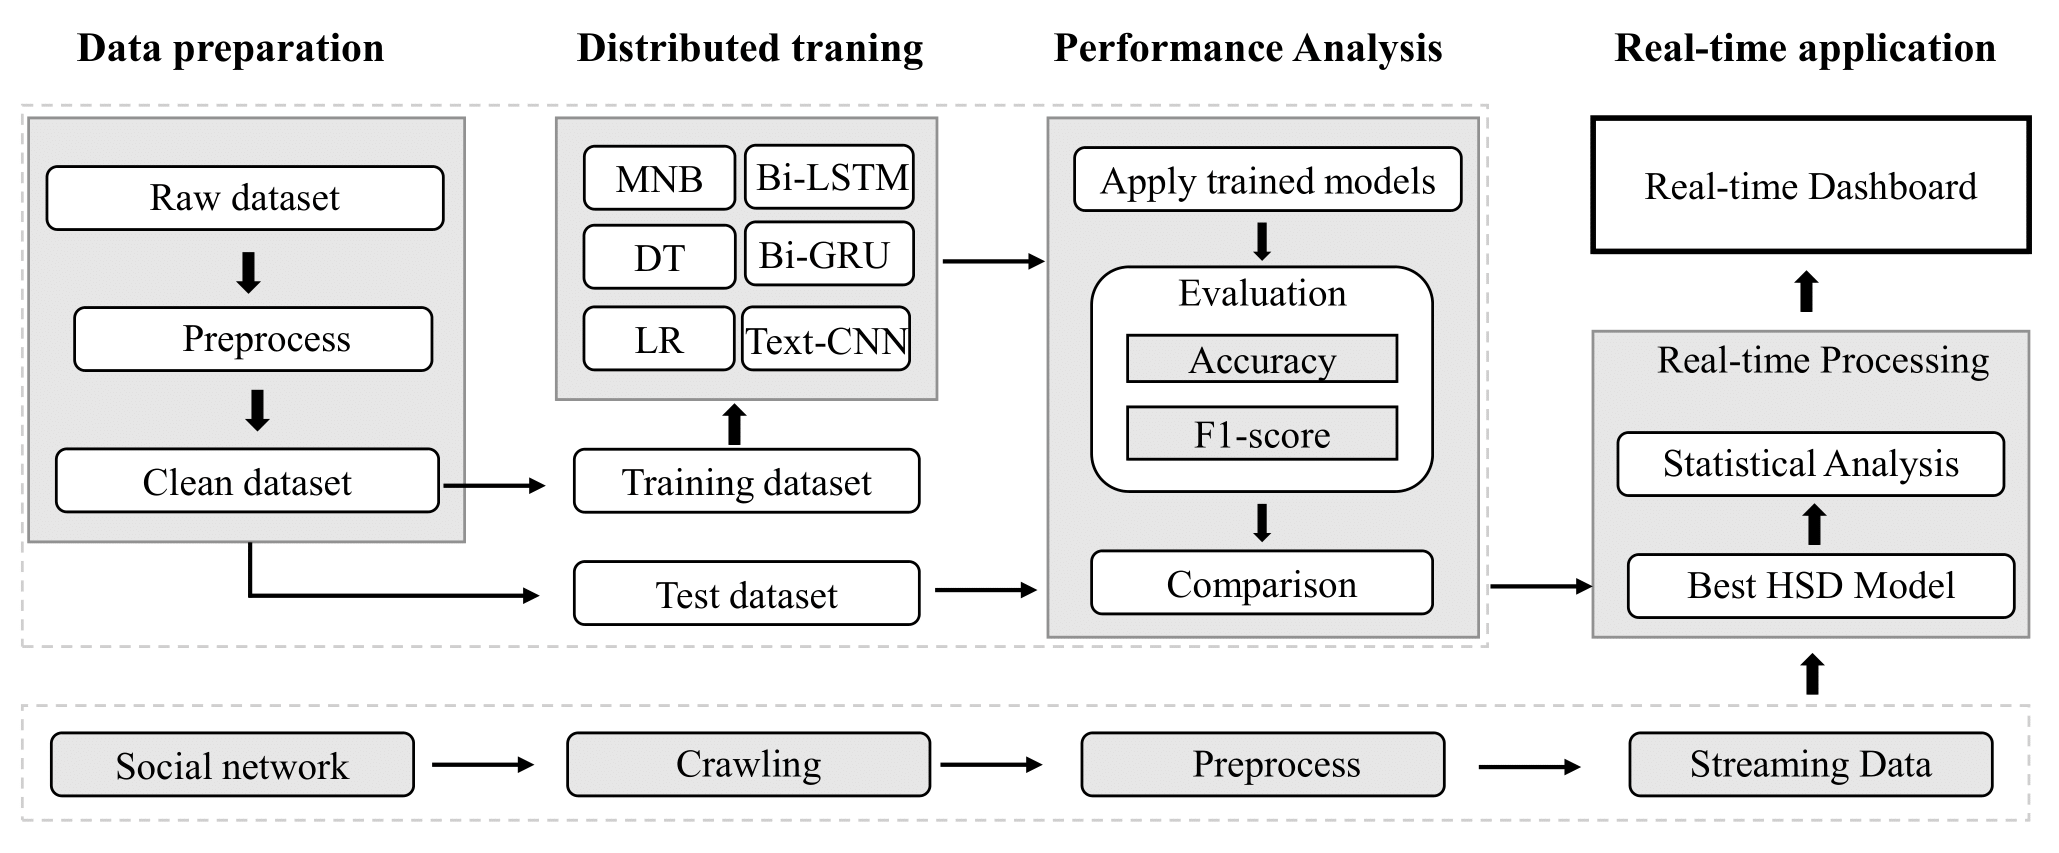 Data preparation
Distributed traning
Performance Analysis
Real-time application
Raw dataset
Preprocess
Clean dataset
MNB
Bi-LSTM
DT
Bi-GRU
LR
Text-CNN
Training dataset
Test dataset
Apply trained models
Evaluation
Accuracy
F1-score
Comparison
Real-time Dashboard
Real-time Processing
Statistical Analysis
Best HSD Model
Social network
Crawling
Preprocess
Streaming Data